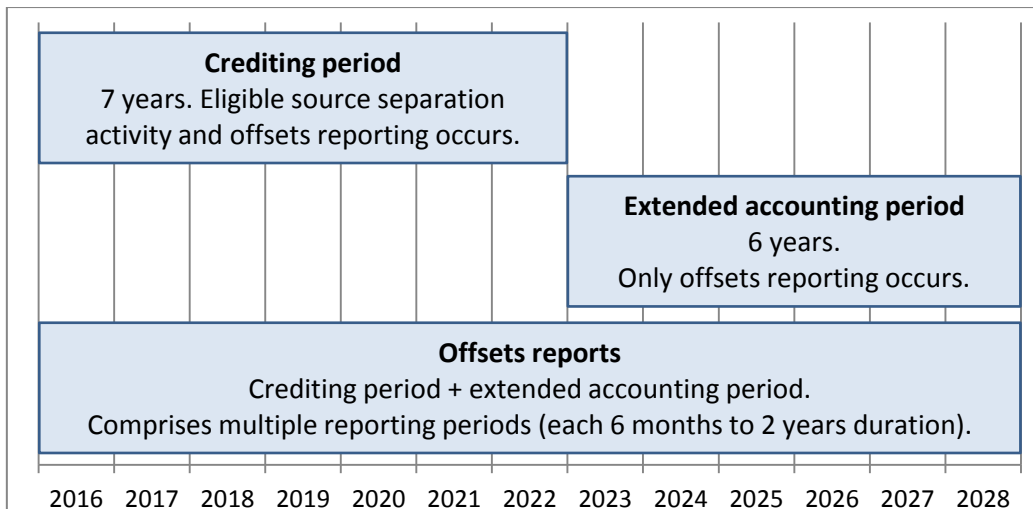 Crediting period
7 years. Eligible source separation
activity and offsets reporting occurs.
Extended accounting period
6 years.
Only offsets reporting occurs.
Offsets reports
Crediting period + extended accounting period.
Comprises multiple reporting periods (each 6 months to 2 years duration).
2016 2017 2018 2019 2020 2021 2022 2023 2024 2025 2026 2027 2028